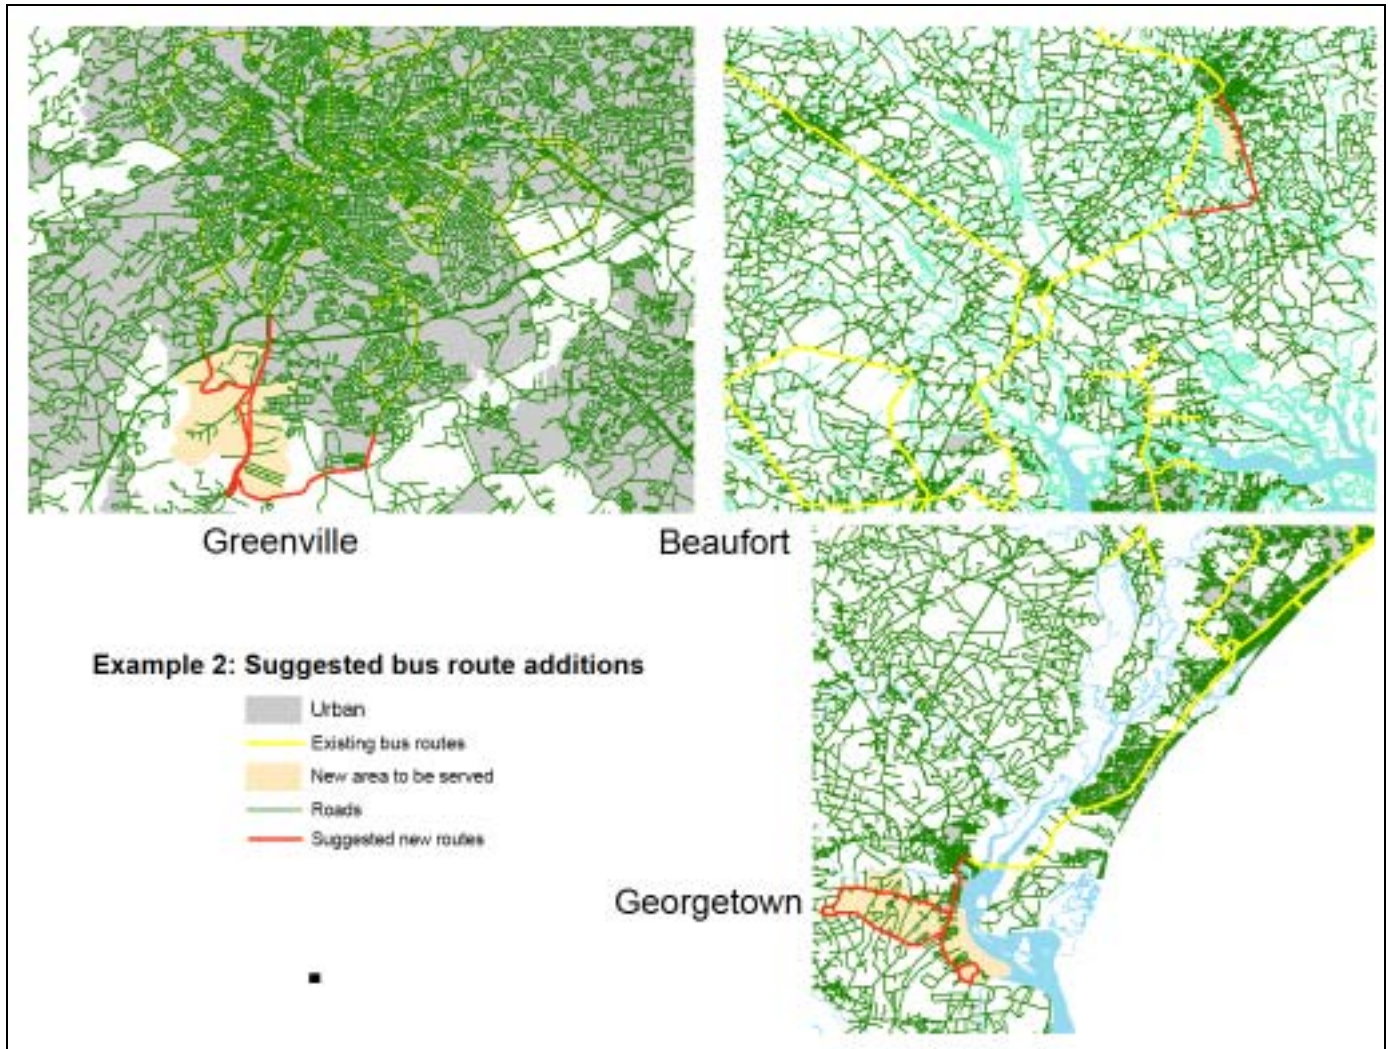 Greenville
Beaufort
Example 2: Suggested bus route additions
Urban
Existing bus routes
New area to be served
Roads
Suggested new routes
Georgetown